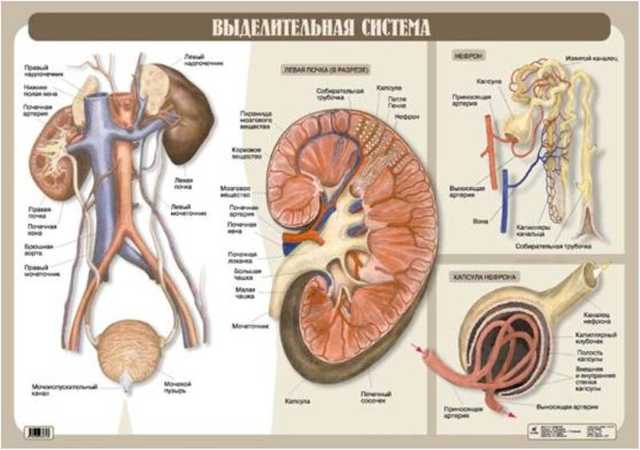 ВЫДЕЛИТЕЛЬНАЯ СИСТЕМА
Правый
надпочечник
Нижняя
полая вена
Почечная
артерия
Левый
надпочечник
Левая
почка
Левый
мочеточник
Правая
почка
Почечная
вена
Брюшная
аорта
Правый
мочеточник
Мочеиспускательный
канал
Мочевой
пузырь
ЛЕВАЯ ПОЧКА (В РАЗРЕЗЕ)
Собирательная
трубочка
Капсула
Петля
Генле
Нефрон
Пирамида
мозгового
вещества
Корковое
вещество
Мозговое
вещество
Почечная
артерия
Почечная
вена
Почечная
лоханка
Большая
чашка
Малая
чашка
Мочеточник
Капсула
Почечный
сосочек
НЕФРОН
Извитой каналец
Капсула
Приносящая
артерия
Выносящая
артерия
Вена
Капилляры
канальца
Собирательная трубочка
КАПСУЛА НЕФРОНА
Каналец
нефрона
Капиллярный
клубочек
Полость
капсулы
Внешняя
и внутренняя
стенки
капсулы
Приносящая
артерия
Выносящая артерия